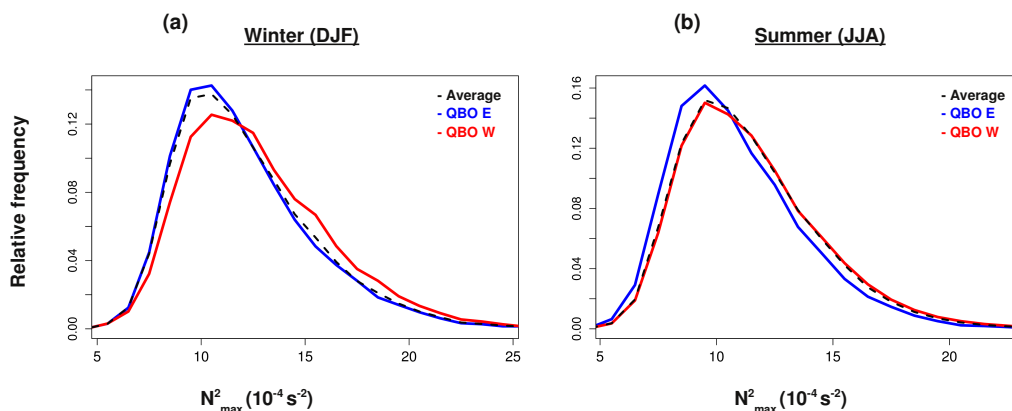 (a)
Winter (DJF)
Relative frequency
0.00 0.04 0.08 0.12
5 10 15 20 25
- Average
QBO E
QBO W
N²max (10⁻⁴ s⁻²)
(b)
Summer (JJA)
0.00 0.04 0.08 0.12 0.16
5 10 15 20
- Average
QBO E
QBO W
N²max (10⁻⁴ s⁻²)